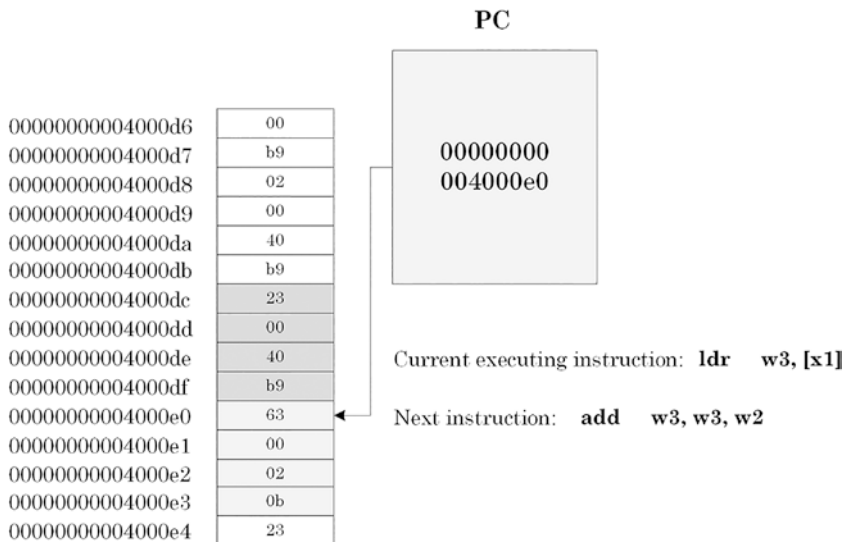 PC
00000000
004000e0
00000000004000d6 00
00000000004000d7 b9
00000000004000d8 02
00000000004000d9 00
00000000004000da 40
00000000004000db b9
00000000004000dc 23
00000000004000dd 00
00000000004000de 40
Current executing instruction: ldr w3, [x1]
00000000004000df b9
00000000004000e0 63
Next instruction: add w3, w3, w2
00000000004000e1 00
00000000004000e2 02
00000000004000e3 0b
00000000004000e4 23